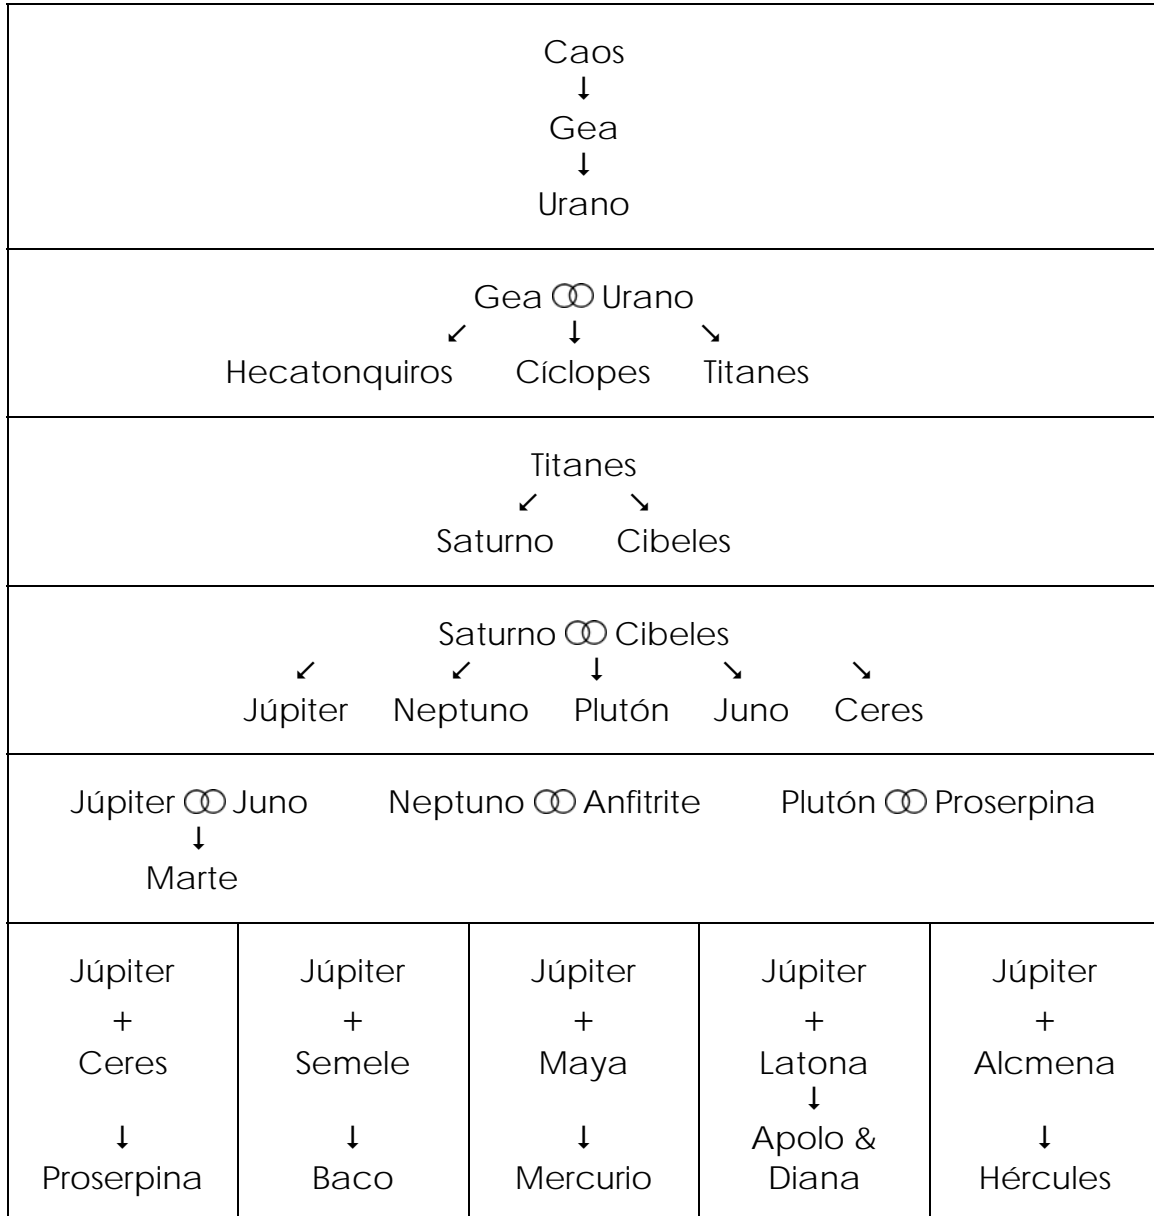 Caos
↓
Gea
↓
Urano
Gea ⚭ Urano
↙ ↓ ↘
Hecatonquiros Cíclopes Titanes
Titanes
↙ ↘
Saturno Cibeles
Saturno ⚭ Cibeles
↙ ↙ ↓ ↘ ↘
Júpiter Neptuno Plutón Juno Ceres
Júpiter ⚭ Juno Neptuno ⚭ Anfitrite Plutón ⚭ Proserpina
↓
Marte
Júpiter
+
Ceres
↓
Proserpina
Júpiter
+
Semele
↓
Baco
Júpiter
+
Maya
↓
Mercurio
Júpiter
+
Latona
↓
Apolo &
Diana
Júpiter
+
Alcmena
↓
Hércules